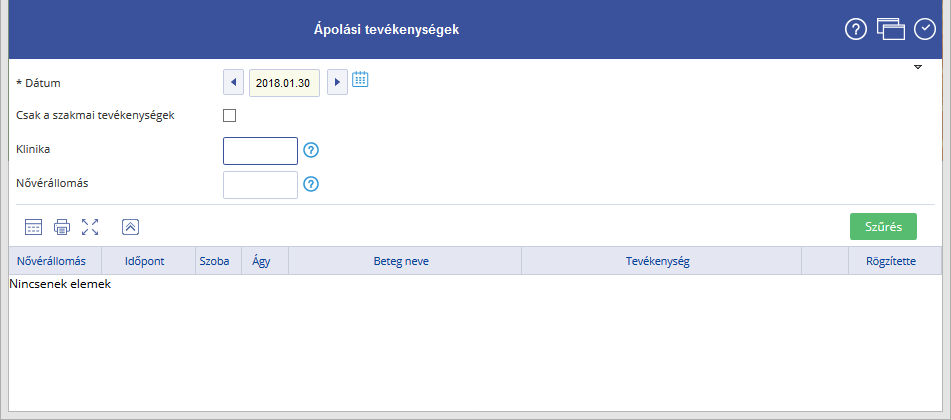 Ápolási tevékenységek
* Dátum
2018.01.30
Csak a szakmai tevékenységek
Klinika
Nővérállomás
Szűrés
Nővérállomás Időpont Szoba Ágy Beteg neve Tevékenység Rögzítette
Nincsenek elemek